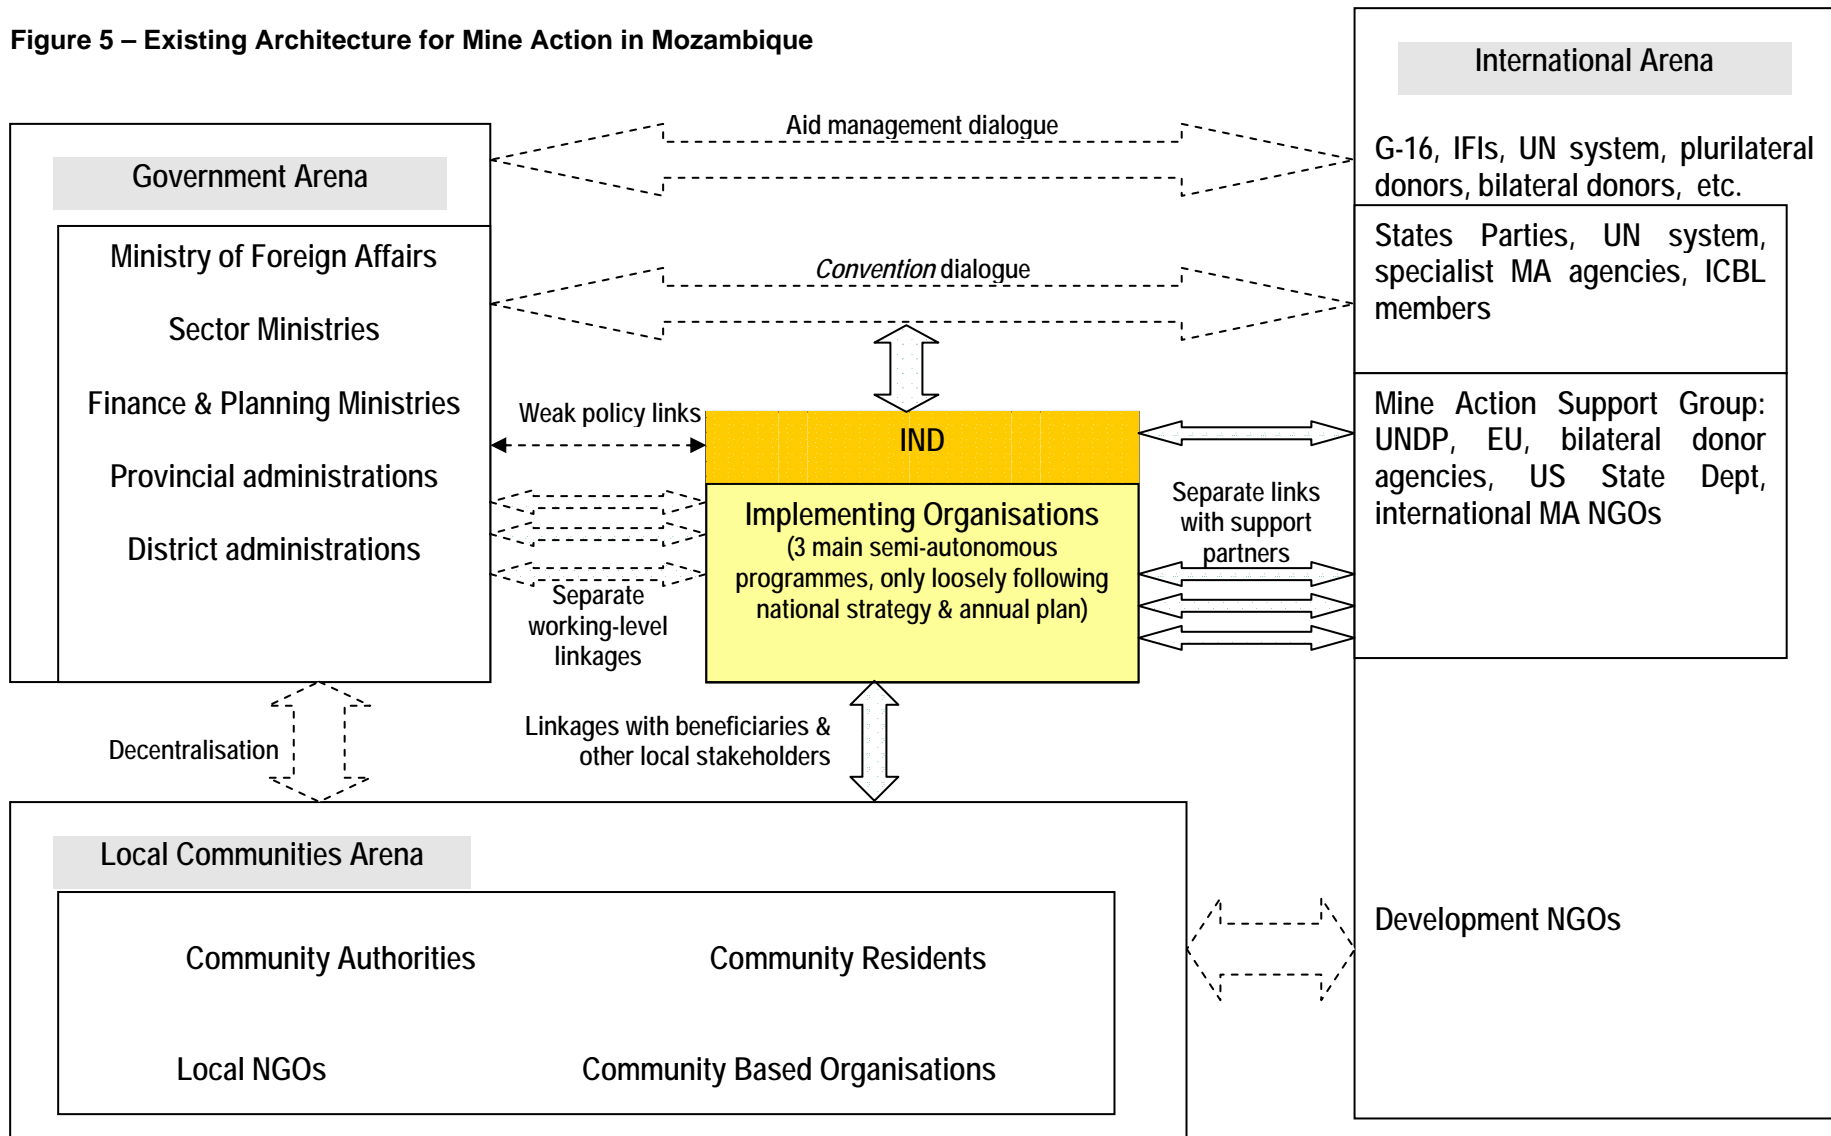 Figure 5 – Existing Architecture for Mine Action in Mozambique
International Arena
G-16, IFIs, UN system, plurilateral
donors, bilateral donors, etc.
States Parties, UN system,
specialist MA agencies, ICBL
members
Mine Action Support Group:
UNDP, EU, bilateral donor
agencies, US State Dept,
international MA NGOs
Development NGOs
Aid management dialogue
Convention dialogue
Government Arena
Ministry of Foreign Affairs
Sector Ministries
Finance & Planning Ministries
Provincial administrations
District administrations
Weak policy links
Separate
working-level
linkages
IND
Implementing Organisations
(3 main semi-autonomous
programmes, only loosely following
national strategy & annual plan)
Separate links
with support
partners
Decentralisation
Linkages with beneficiaries &
other local stakeholders
Local Communities Arena
Community Authorities
Community Residents
Local NGOs
Community Based Organisations